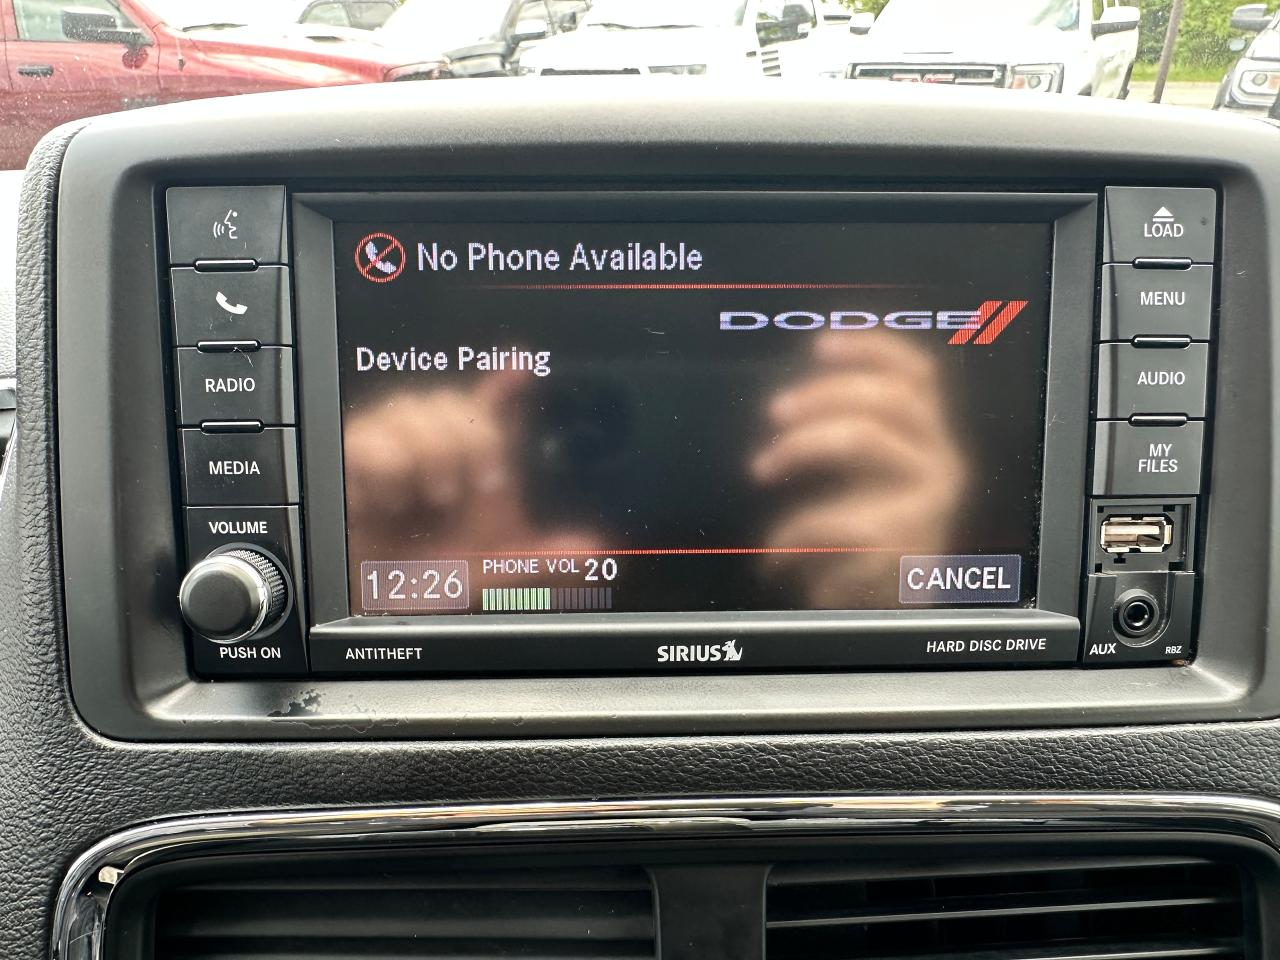 No Phone Available
DODGE
Device Pairing
12:26
PHONE VOL 20
CANCEL
RADIO
MEDIA
VOLUME
PUSH ON
ANTITHEFT
SIRIUS
HARD DISC DRIVE
LOAD
MENU
AUDIO
MY
FILES
AUX
RBZ